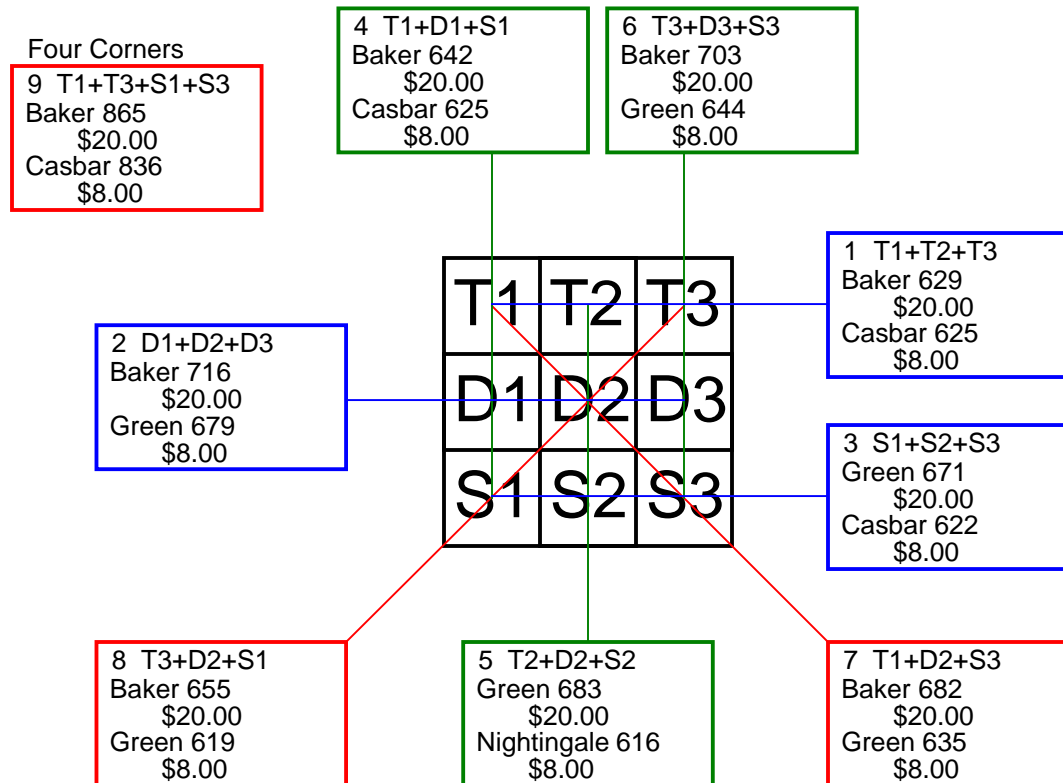 Four Corners
9 T1+T3+S1+S3
Baker 865
$20.00
Casbar 836
$8.00
4 T1+D1+S1
Baker 642
$20.00
Casbar 625
$8.00
6 T3+D3+S3
Baker 703
$20.00
Green 644
$8.00
1 T1+T2+T3
Baker 629
$20.00
Casbar 625
$8.00
2 D1+D2+D3
Baker 716
$20.00
Green 679
$8.00
T1 T2 T3
D1 D2 D3
S1 S2 S3
3 S1+S2+S3
Green 671
$20.00
Casbar 622
$8.00
8 T3+D2+S1
Baker 655
$20.00
Green 619
$8.00
5 T2+D2+S2
Green 683
$20.00
Nightingale 616
$8.00
7 T1+D2+S3
Baker 682
$20.00
Green 635
$8.00